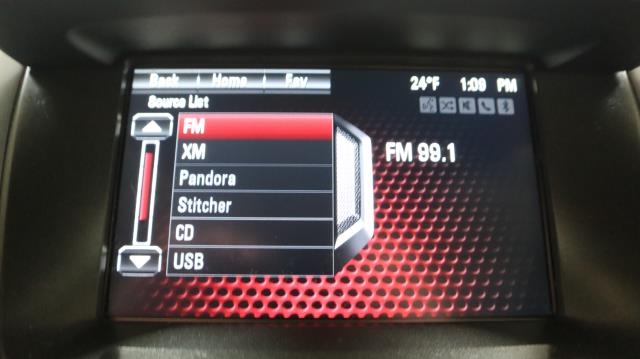 Back Home Fav 24°F 1:09 PM
Source List
FM
XM
Pandora
Stitcher
CD
USB
FM 99.1